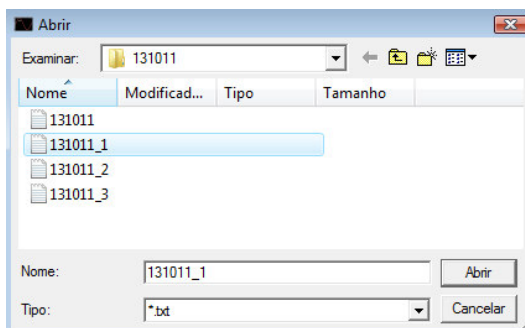 Abrir
Examinar: 131011
Nome Modificad... Tipo Tamanho
131011
131011_1
131011_2
131011_3
Nome: 131011_1 Abrir
Tipo: *.txt Cancelar